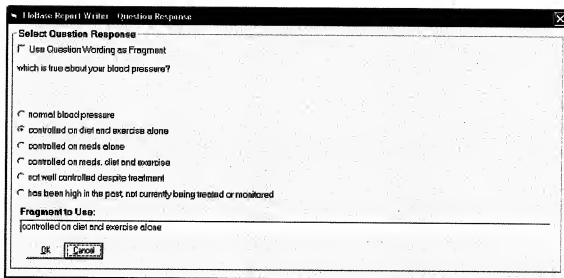 Report Writer - Question Response
Select Question Response
Use Question Wording as Fragment
which is true about your blood pressure?
normal blood pressure
controlled on diet and exercise alone
controlled on meds alone
controlled on meds, diet and exercise
not well controlled despite treatment
has been high in the past, not currently being treated or monitored
Fragment to Use:
controlled on diet and exercise alone
OK Cancel